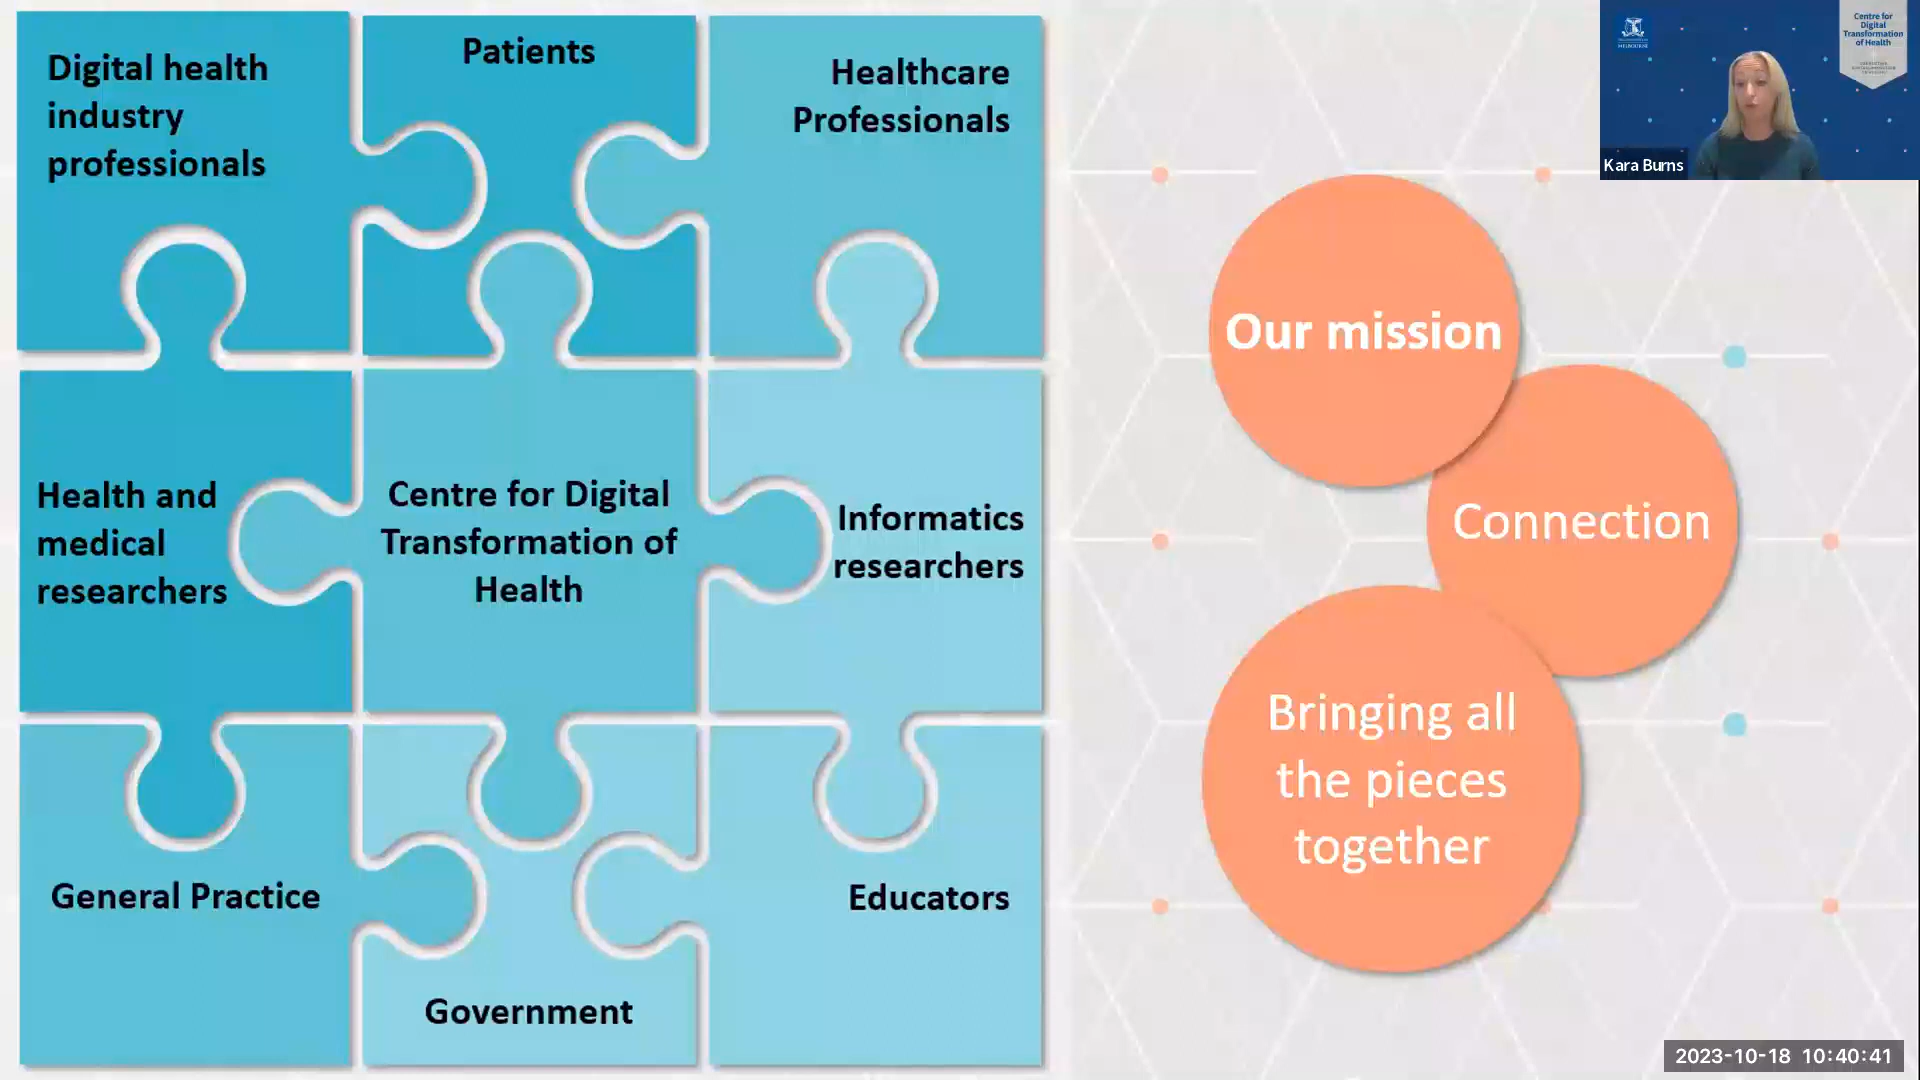 Digital health
industry
professionals
Patients
Healthcare
Professionals
Health and
medical
researchers
Centre for Digital
Transformation of
Health
Informatics
researchers
General Practice
Government
Educators
Our mission
Connection
Bringing all
the pieces
together
MELBOURNE
Centre for
Digital
Transformation
of Health
Kara Burns
2023-10-18 10:40:41